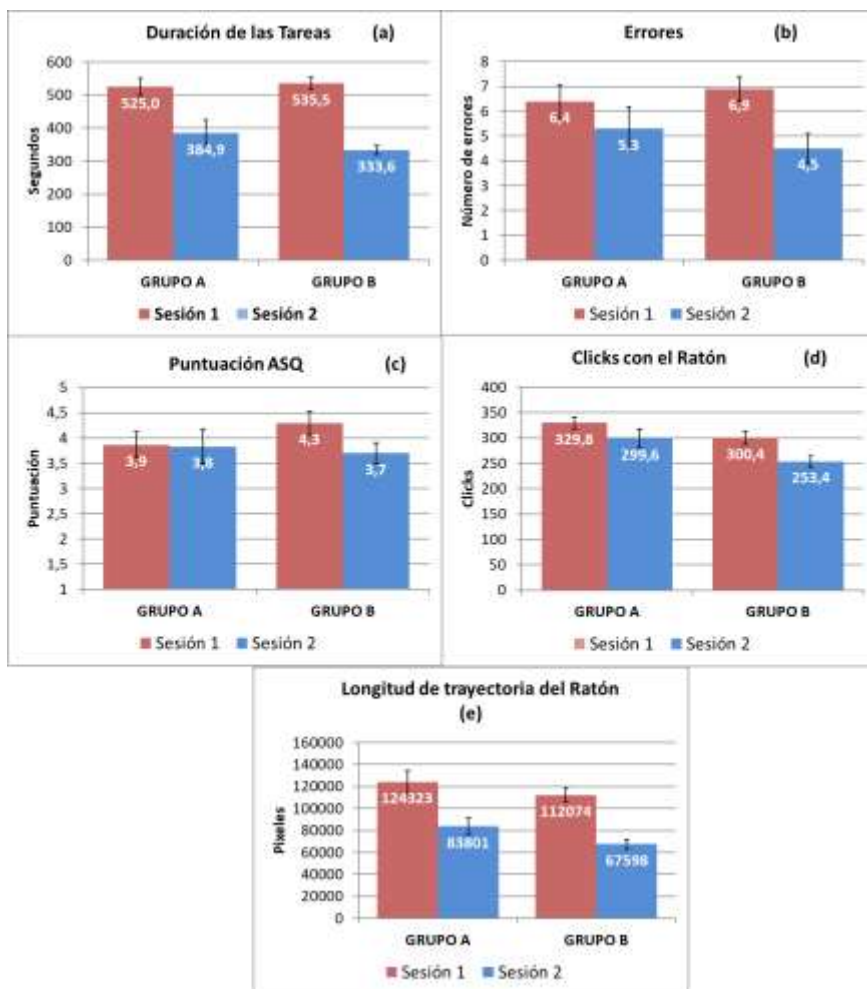 Duración de las Tareas (a)
Segundos
600
500
400
300
200
100
0
525,0
384,9
535,5
333,6
GRUPO A
GRUPO B
Sesión 1
Sesión 2
Errores (b)
Número de errores
8
7
6
5
4
3
2
1
0
6,4
5,3
6,9
4,5
GRUPO A
GRUPO B
Sesión 1
Sesión 2
Puntuación ASQ (c)
Puntuación
5
4,5
4
3,5
3
2,5
2
1,5
1
3,9
3,8
4,3
3,7
GRUPO A
GRUPO B
Sesión 1
Sesión 2
Clicks con el Ratón (d)
Clicks
400
350
300
250
200
150
100
50
0
329,8
299,6
300,4
253,4
GRUPO A
GRUPO B
Sesión 1
Sesión 2
Longitud de trayectoria del Ratón
(e)
Pixeles
160000
140000
120000
100000
80000
60000
40000
20000
0
124323
83801
112074
67598
GRUPO A
GRUPO B
Sesión 1
Sesión 2